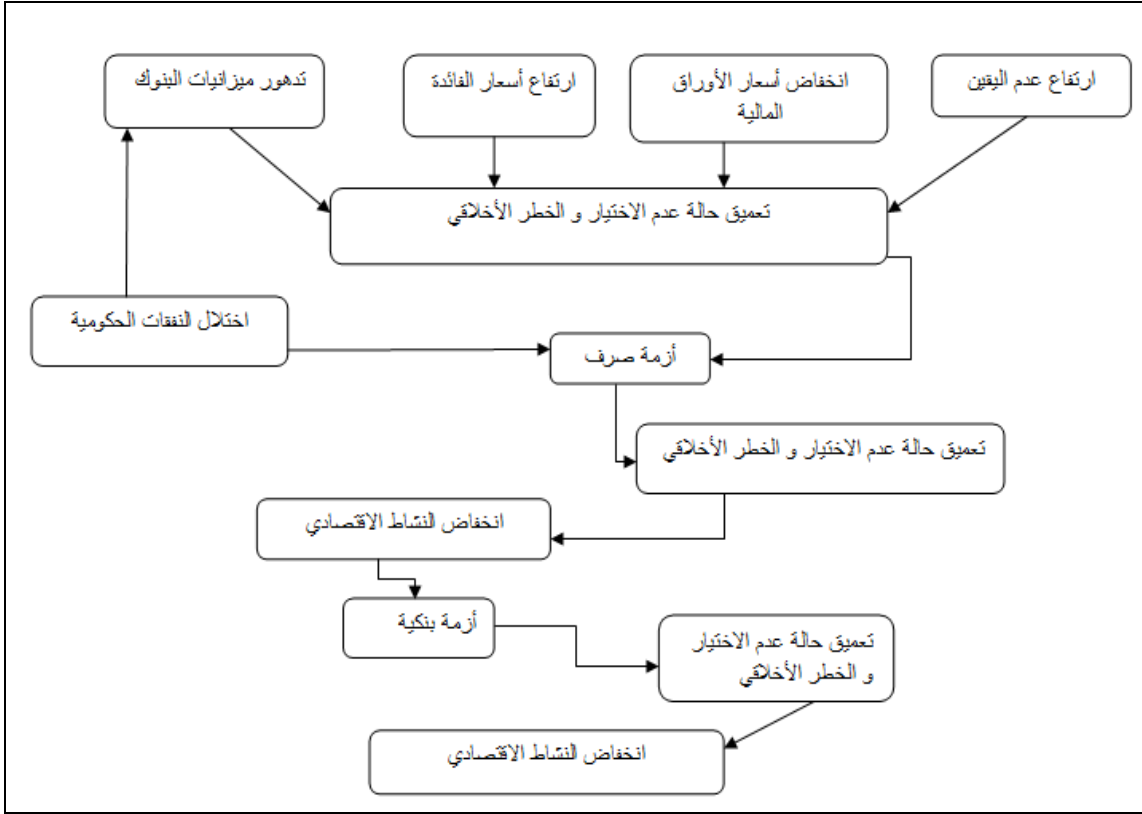 ارتفاع عدم اليقين
انخفاض أسعار الأوراق
المالية
ارتفاع أسعار الفائدة
تدهور ميزانيات البنوك
تعميق حالة عدم الاختيار و الخطر الأخلاقي
اختلال النفقات الحكومية
أزمة صرف
تعميق حالة عدم الاختيار و الخطر الأخلاقي
انخفاض النشاط الاقتصادي
أزمة بنكية
تعميق حالة عدم الاختيار
و الخطر الأخلاقي
انخفاض النشاط الاقتصادي